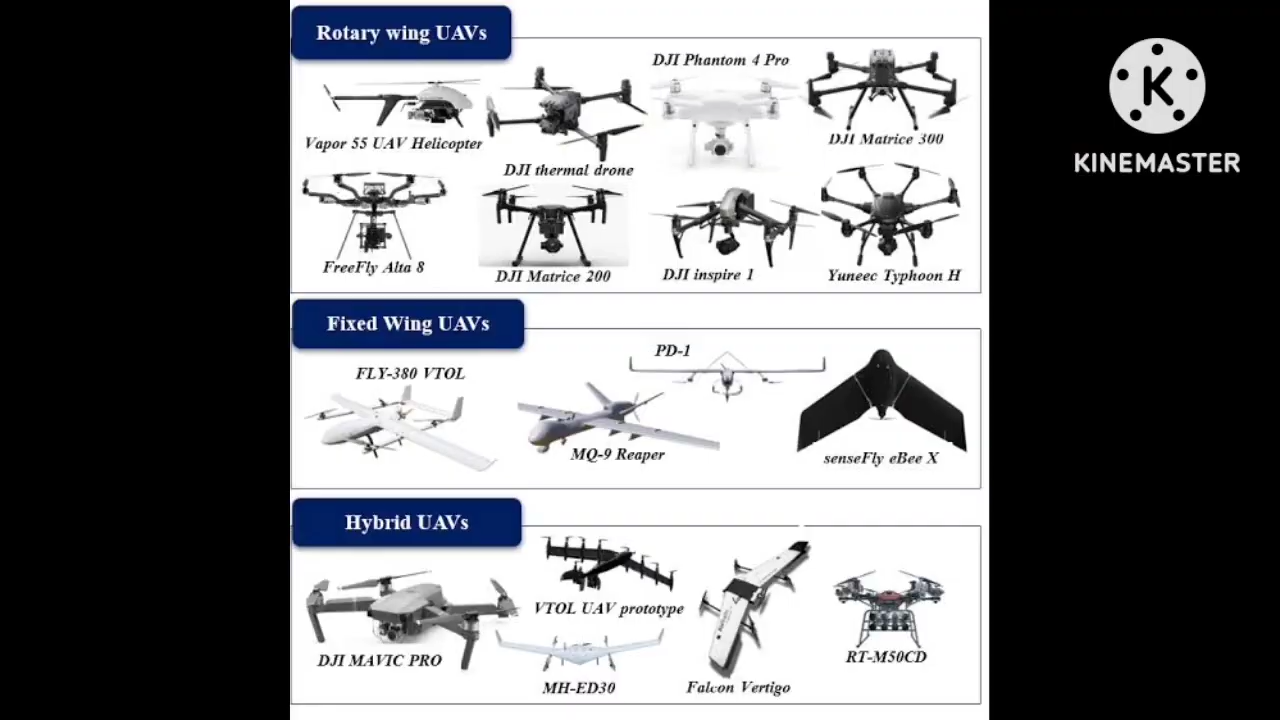 Rotary wing UAVs
DJI Phantom 4 Pro
Vapor 55 UAV Helicopter
DJI thermal drone
DJI Matrice 300
FreeFly Alta 8
DJI Matrice 200
DJI inspire 1
Yuneec Typhoon H
Fixed Wing UAVs
FLY-380 VTOL
PD-1
MQ-9 Reaper
senseFly eBee X
Hybrid UAVs
DJI MAVIC PRO
VTOL UAV prototype
MH-ED30
Falcon Vertigo
RT-M50CD
K
KINEMASTER